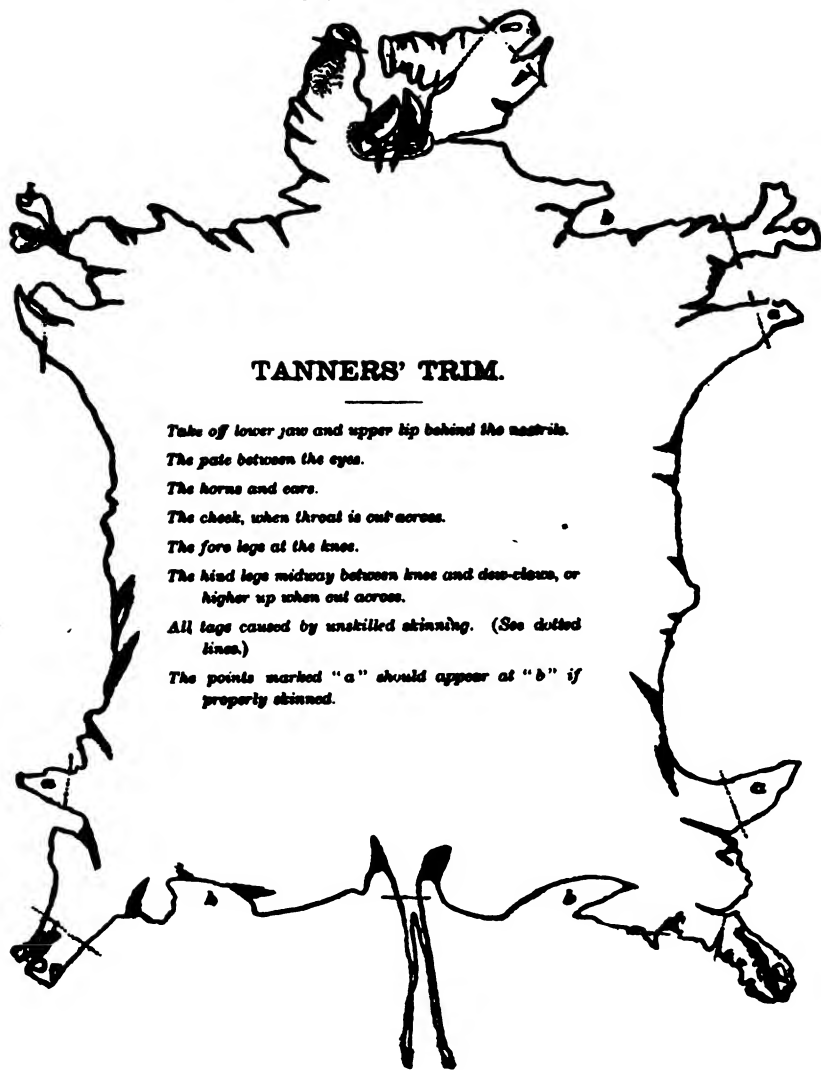 b
a
TANNERS' TRIM.
Take off lower jaw and upper lip behind the nostrils.
The pate between the eyes.
The horns and ears.
The cheek, when throat is cut across.
The fore legs at the knee.
The hind legs midway between knee and dew-claws, or
higher up when cut across.
All tags caused by unskilled skinning. (See dotted
lines.)
The points marked "a" should appear at "b" if
properly skinned.
a
a
b
b